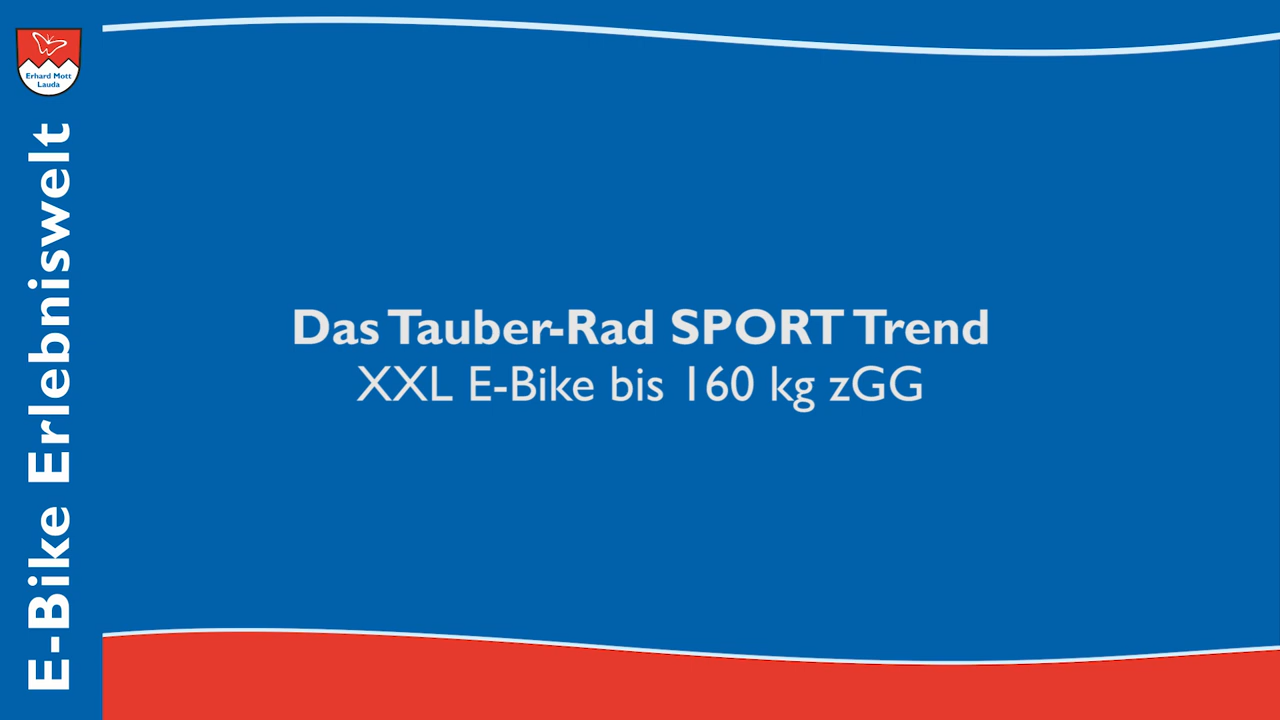 Erhard Mott
Lauda
E-Bike Erlebniswelt
Das Tauber-Rad SPORT Trend
XXL E-Bike bis 160 kg zGG